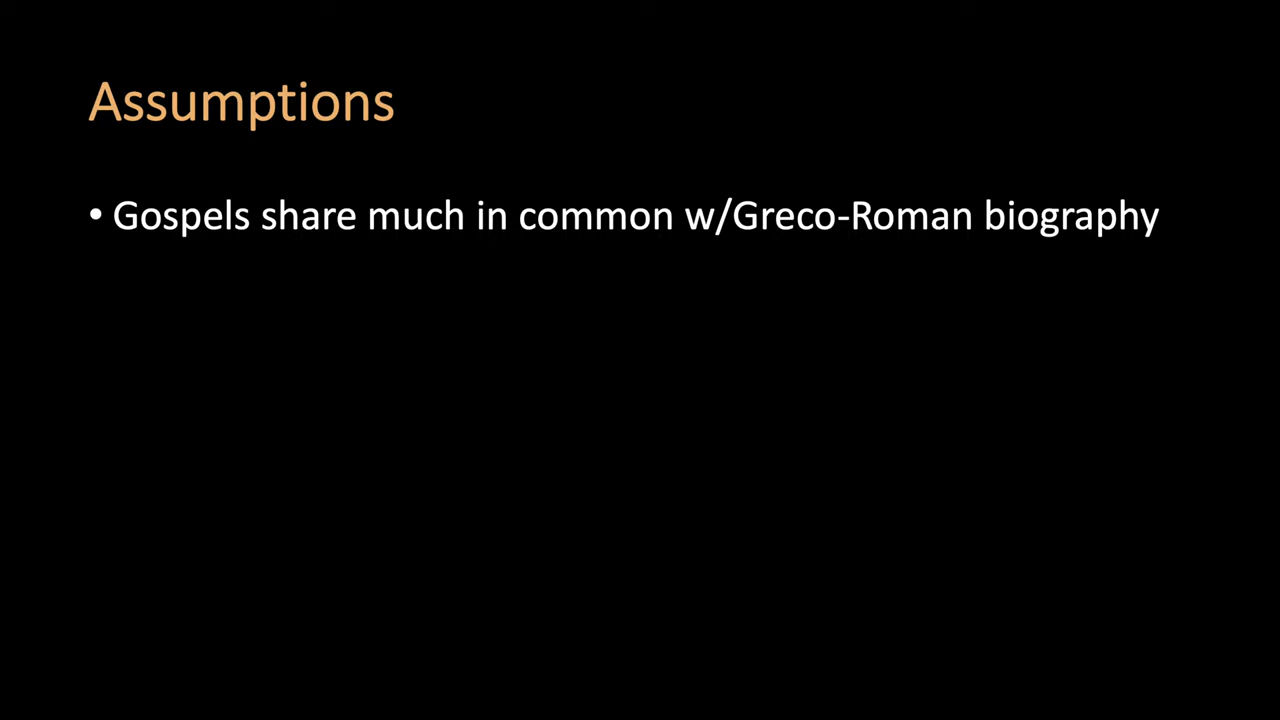 Assumptions
• Gospels share much in common w/Greco-Roman biography